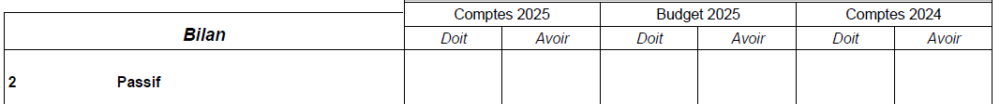 Comptes 2025 Budget 2025 Comptes 2024
Bilan
Doit Avoir Doit Avoir Doit Avoir
2 Passif